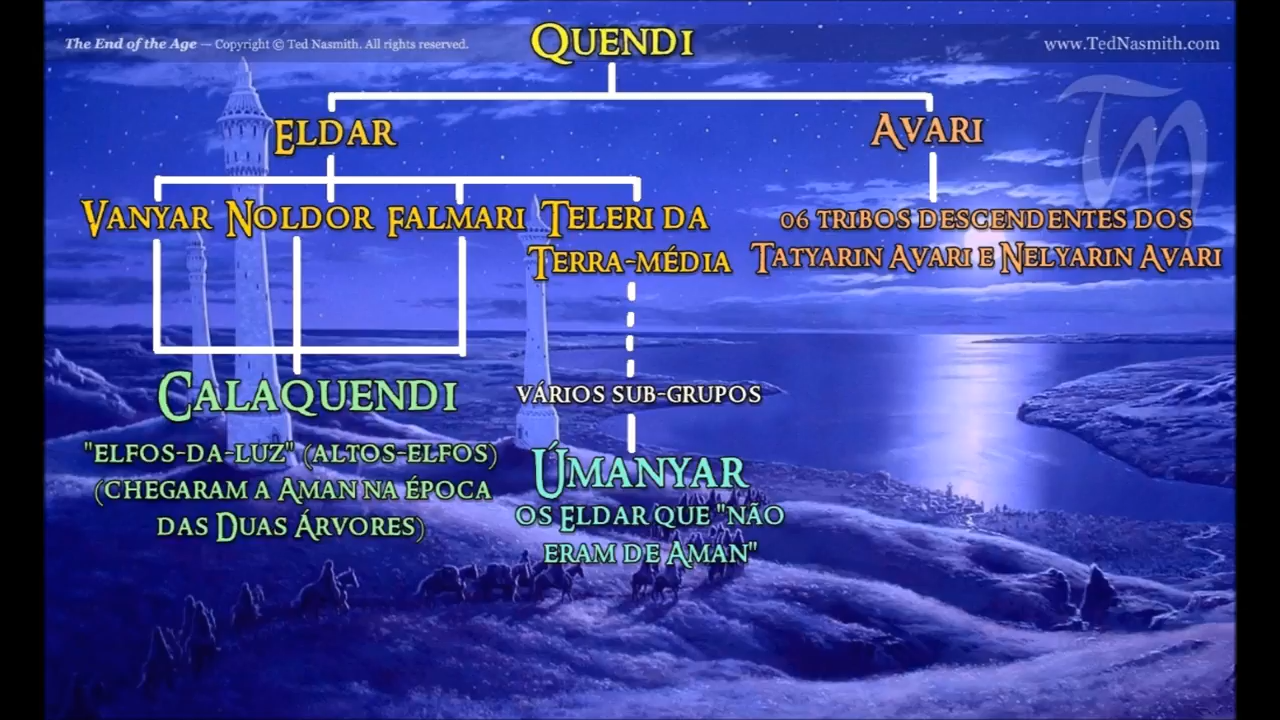 The End of the Age — Copyright © Ted Nasmith. All rights reserved.
www.TedNasmith.com
Quendi
Eldar
Avari
Vanyar Noldor Falmari Teleri da
Terra-média
06 tribos descendentes dos
Tatyarin Avari e Nelyarin Avari
Calaquendi
"elfos-da-luz" (altos-elfos)
(chegaram a Aman na época
das Duas Árvores)
vários sub-grupos
Úmanyar
os Eldar que "não
eram de Aman"
TN